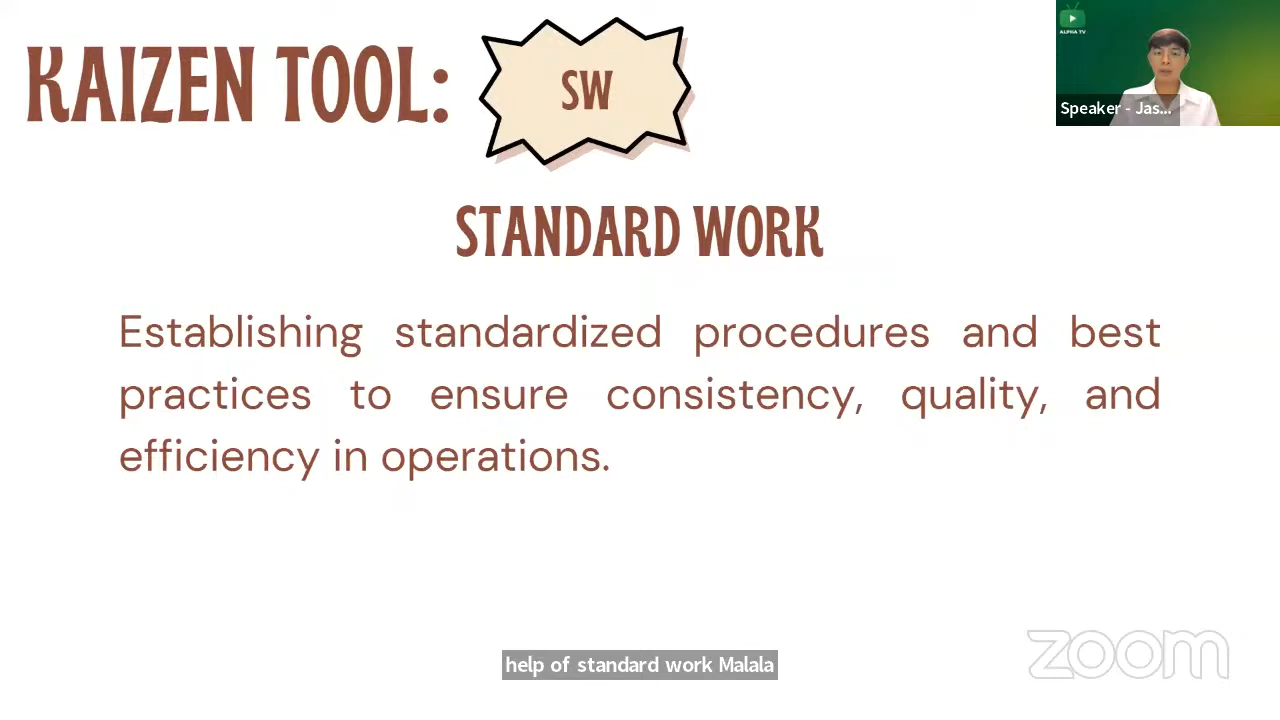 KAIZEN TOOL:
SW
ALPHA TV
Speaker - Jas...
STANDARD WORK
Establishing standardized procedures and best
practices to ensure consistency, quality, and
efficiency in operations.
help of standard work Malala
zoom